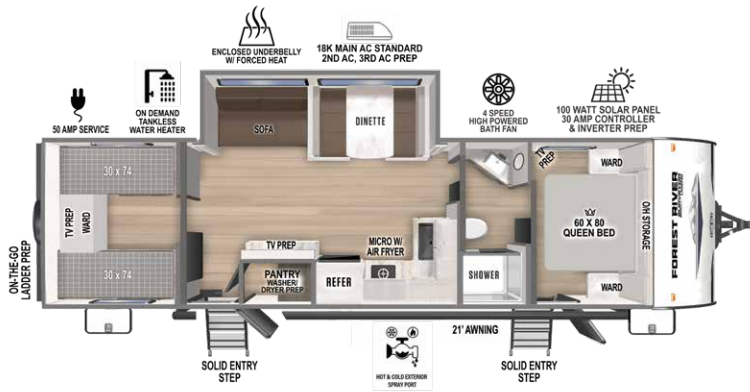 ENCLOSED UNDERBELLY
W/ FORCED HEAT
18K MAIN AC STANDARD
2ND AC, 3RD AC PREP
50 AMP SERVICE
ON DEMAND
TANKLESS
WATER HEATER
4 SPEED
HIGH POWERED
BATH FAN
100 WATT SOLAR PANEL
30 AMP CONTROLLER
& INVERTER PREP
SOFA
DINETTE
30 x 74
TV PREP
WARD
30 x 74
ON-THE-GO
LADDER PREP
TV PREP
PANTRY
WASHER/
DRYER PREP
REFER
MICRO W/
AIR FRYER
SHOWER
TV PREP
WARD
60 X 80
QUEEN BED
O/H STORAGE
WARD
FOREST RIVER
21' AWNING
SOLID ENTRY
STEP
HOT & COLD EXTERIOR
SPRAY PORT
SOLID ENTRY
STEP